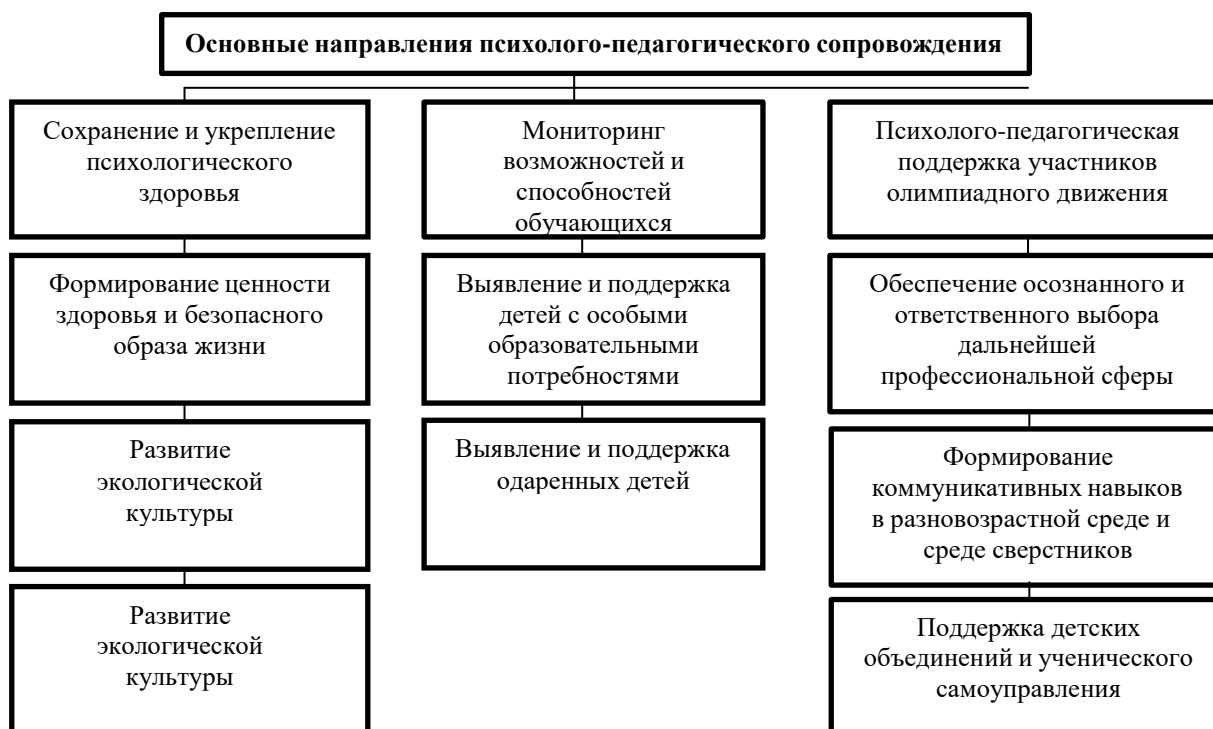 Основные направления психолого-педагогического сопровождения
Сохранение и укрепление
психологического
здоровья
Формирование ценности
здоровья и безопасного
образа жизни
Развитие
экологической
культуры
Развитие
экологической
культуры
Мониторинг
возможностей и
способностей
обучающихся
Выявление и поддержка
детей с особыми
образовательными
потребностями
Выявление и поддержка
одаренных детей
Психолого-педагогическая
поддержка участников
олимпиадного движения
Обеспечение осознанного и
ответственного выбора
дальнейшей
профессиональной сферы
Формирование
коммуникативных навыков
в разновозрастной среде и
среде сверстников
Поддержка детских
объединений и ученического
самоуправления